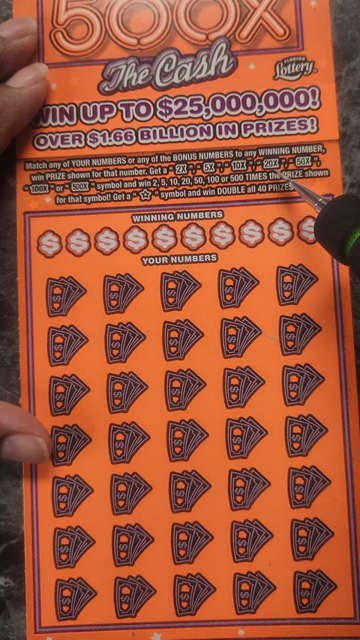 500X
The Cash
FLORIDA
Lottery
WIN UP TO $25,000,000!
OVER $1.66 BILLION IN PRIZES!
Match any of YOUR NUMBERS or any of the BONUS NUMBERS to any WINNING NUMBER,
win PRIZE shown for that number. Get a "2X", "5X", "10X", "20X", "50X",
"100X" or "500X" symbol and win 2, 5, 10, 20, 50, 100 or 500 TIMES the PRIZE shown
for that symbol! Get a "☆" symbol and win DOUBLE all 40 PRIZES
WINNING NUMBERS
$ $ $ $ $ $ $ $ $ $
YOUR NUMBERS
$ $ $ $ $
$ $ $ $ $
$ $ $ $ $
$ $ $ $ $
$ $ $ $ $
$ $ $ $ $
$ $ $ $ $